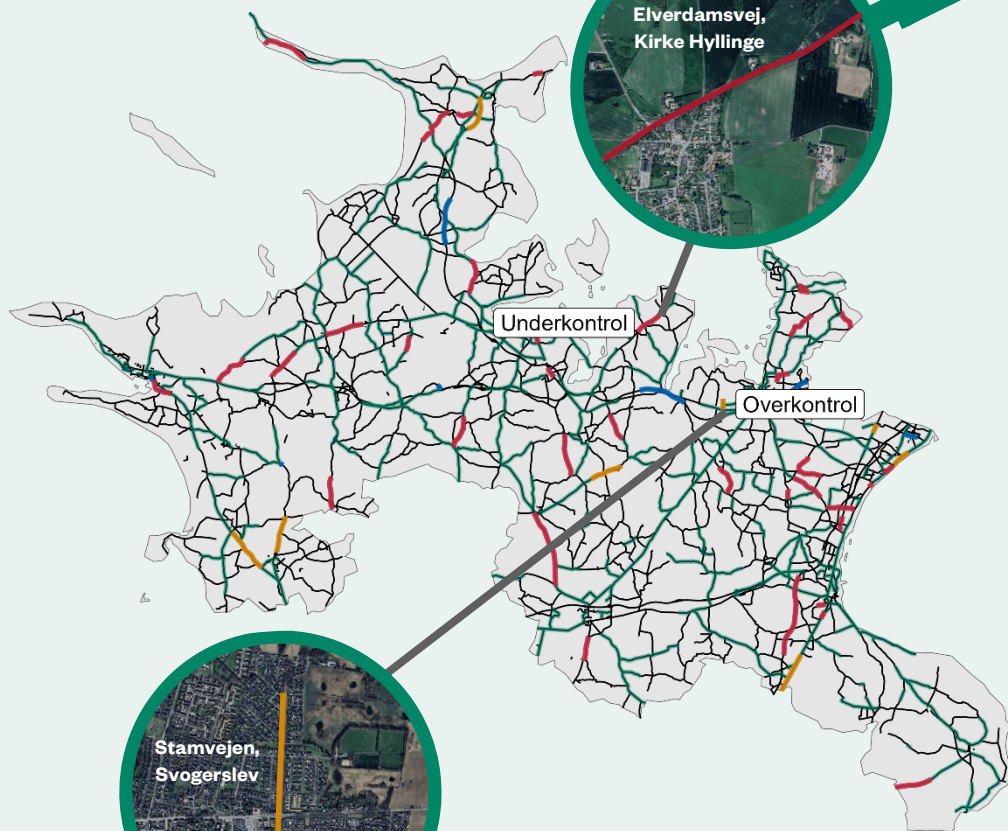 Elverdamsvej,
Kirke Hyllinge
Underkontrol
Overkontrol
Stamvejen,
Svogerslev